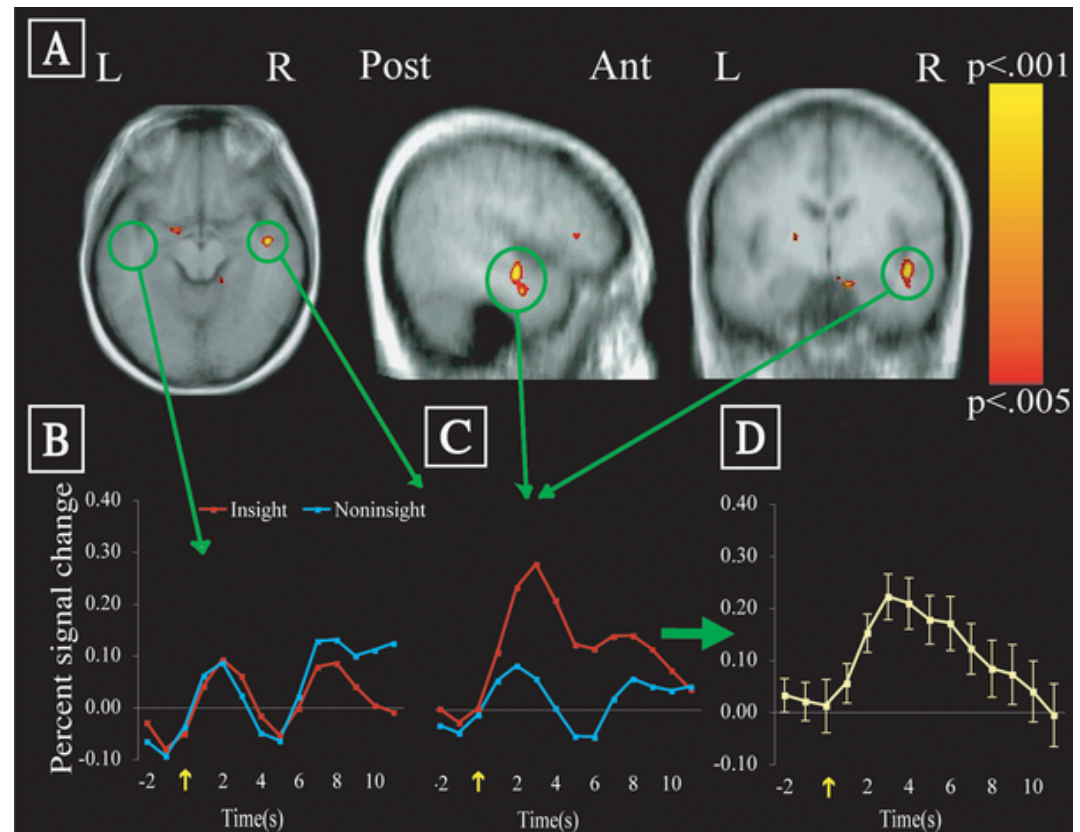 A
L R Post Ant L R p<.001
p<.005
B C D
Percent signal change
0.40
0.30
0.20
0.10
0.00
-0.10
Insight Noninsight
-2 2 4 6 8 10
Time(s)
-2 2 4 6 8 10
Time(s)
0.40
0.30
0.20
0.10
0.00
-0.10
-2 2 4 6 8 10
Time(s)